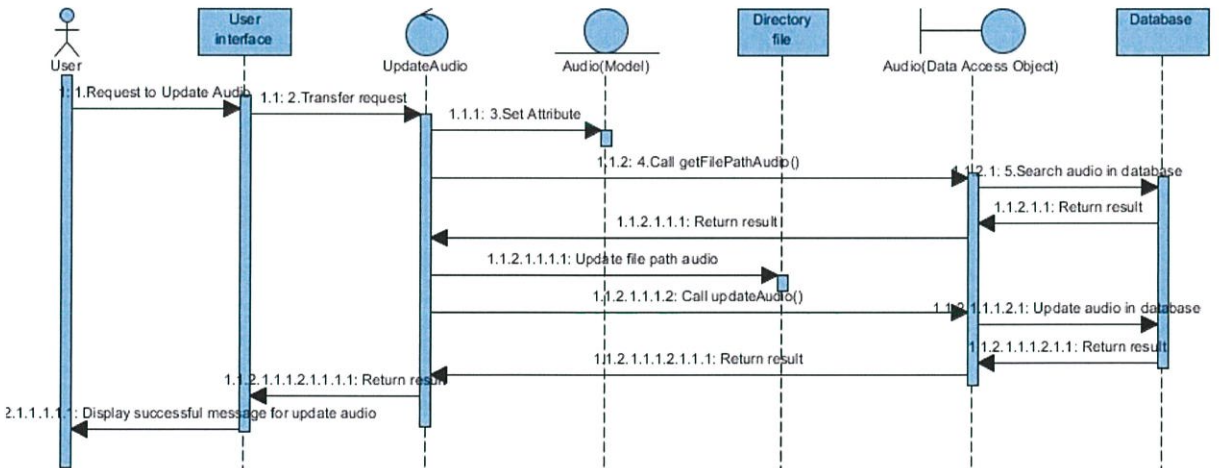 User
interface
Directory
file
Database
User
UpdateAudio
Audio(Model)
Audio(Data Access Object)
1: 1.Request to Update Audio
1.1: 2.Transfer request
1.1.1: 3.Set Attribute
1.1.2: 4.Call getFilePathAudio()
1.1.2.1: 5.Search audio in database
1.1.2.1.1: Return result
1.1.2.1.1.1: Return result
1.1.2.1.1.1.1: Update file path audio
1.1.2.1.1.1.2: Call updateAudio()
1.1.2.1.1.1.2.1: Update audio in database
1.1.2.1.1.1.2.1.1: Return result
1.1.2.1.1.1.2.1.1.1: Return result
1.1.2.1.1.1.2.1.1.1.1: Return result
2.1.1.1.1.1: Display successful message for update audio